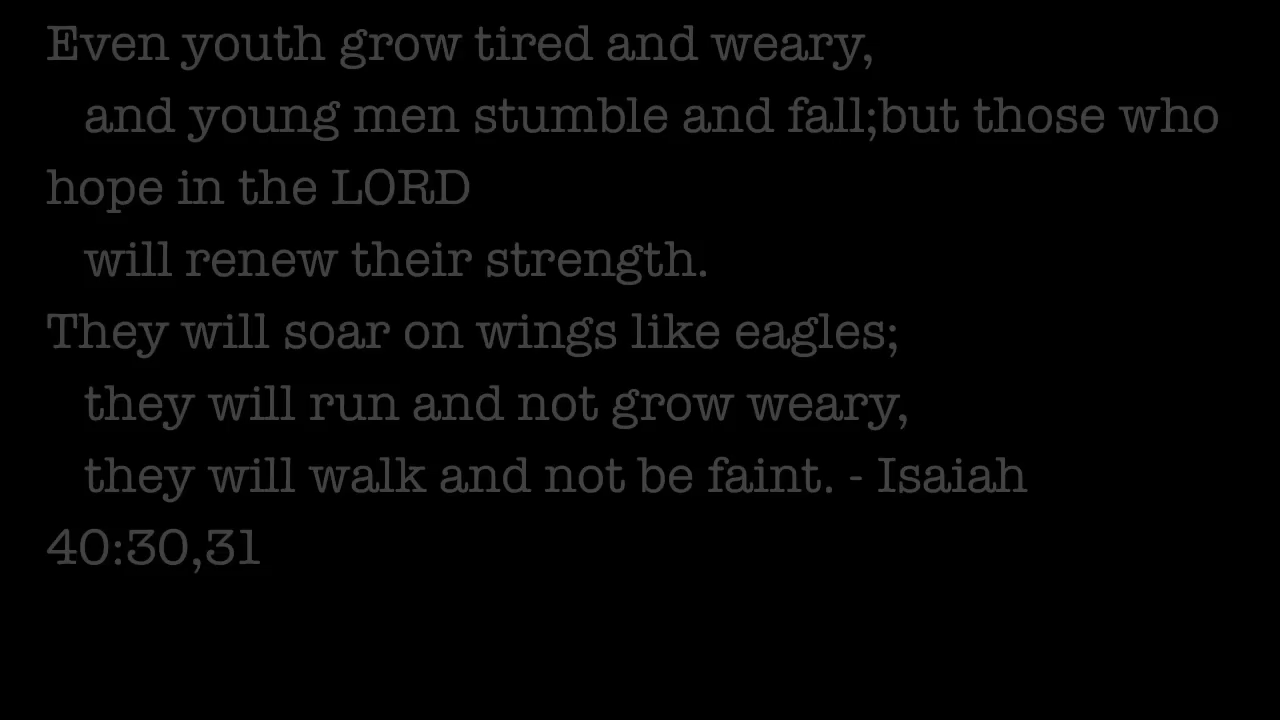 Even youth grow tired and weary,
and young men stumble and fall;but those who
hope in the LORD
will renew their strength.
They will soar on wings like eagles;
they will run and not grow weary,
they will walk and not be faint. - Isaiah
40:30,31